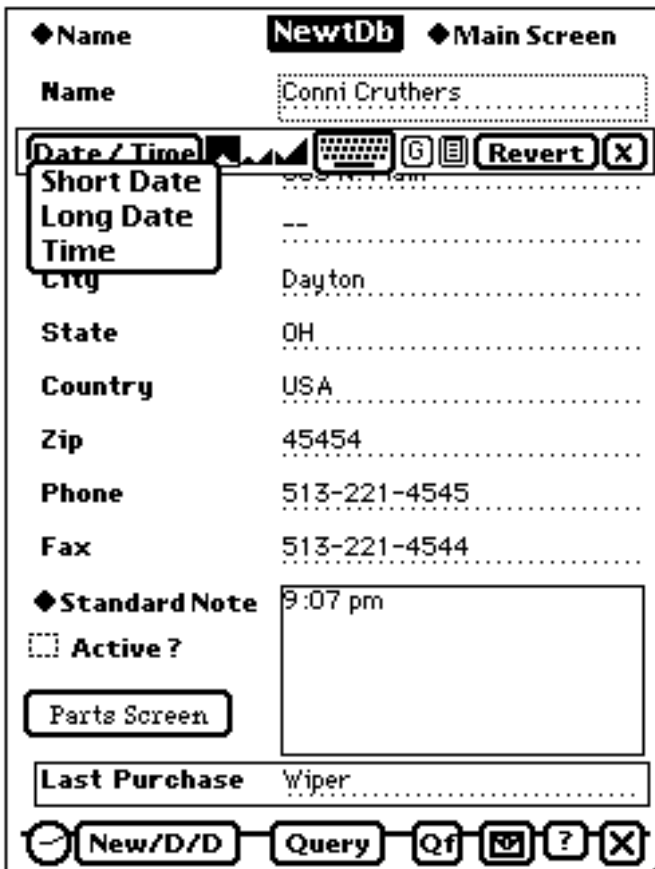 ◆Name NewtDb ◆Main Screen
Name Conni Cruthers
Date / Time G Revert X
Short Date
Long Date --
Time
City Dayton
State OH
Country USA
Zip 45454
Phone 513-221-4545
Fax 513-221-4544
◆Standard Note 9:07 pm
Active?
Parts Screen
Last Purchase Wiper
New/D/D Query Qf ? X